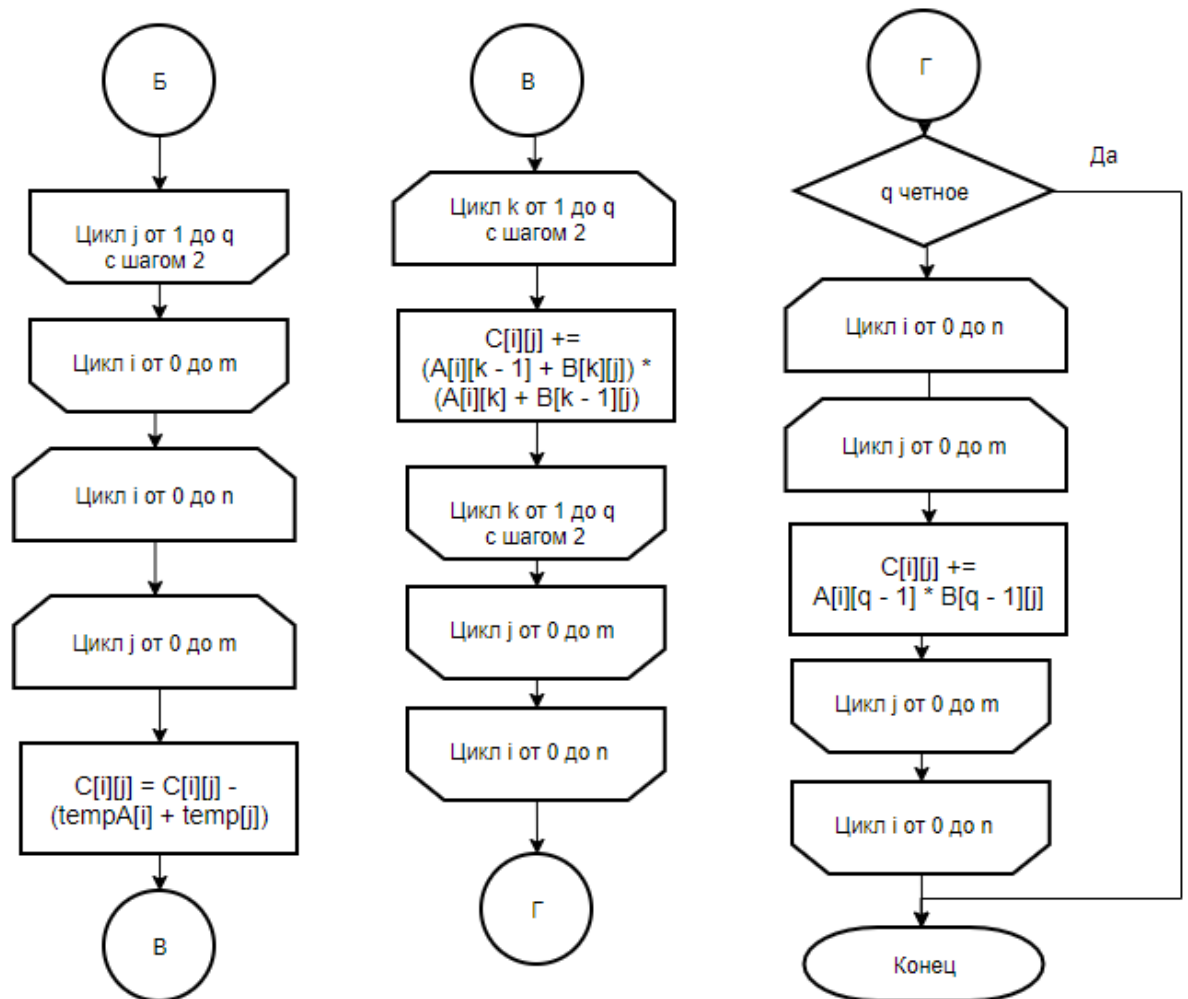 Б
Цикл j от 1 до q
с шагом 2
Цикл i от 0 до m
Цикл i от 0 до n
Цикл j от 0 до m
C[i][j] = C[i][j] -
(tempA[i] + temp[j])
В
В
Цикл k от 1 до q
с шагом 2
C[i][j] +=
(A[i][k - 1] + B[k][j]) *
(A[i][k] + B[k - 1][j)
Цикл k от 1 до q
с шагом 2
Цикл j от 0 до m
Цикл i от 0 до n
Г
Г
Да
q четное
Цикл i от 0 до n
Цикл j от 0 до m
C[i][j] +=
A[i][q - 1] * B[q - 1][j]
Цикл j от 0 до m
Цикл i от 0 до n
Конец